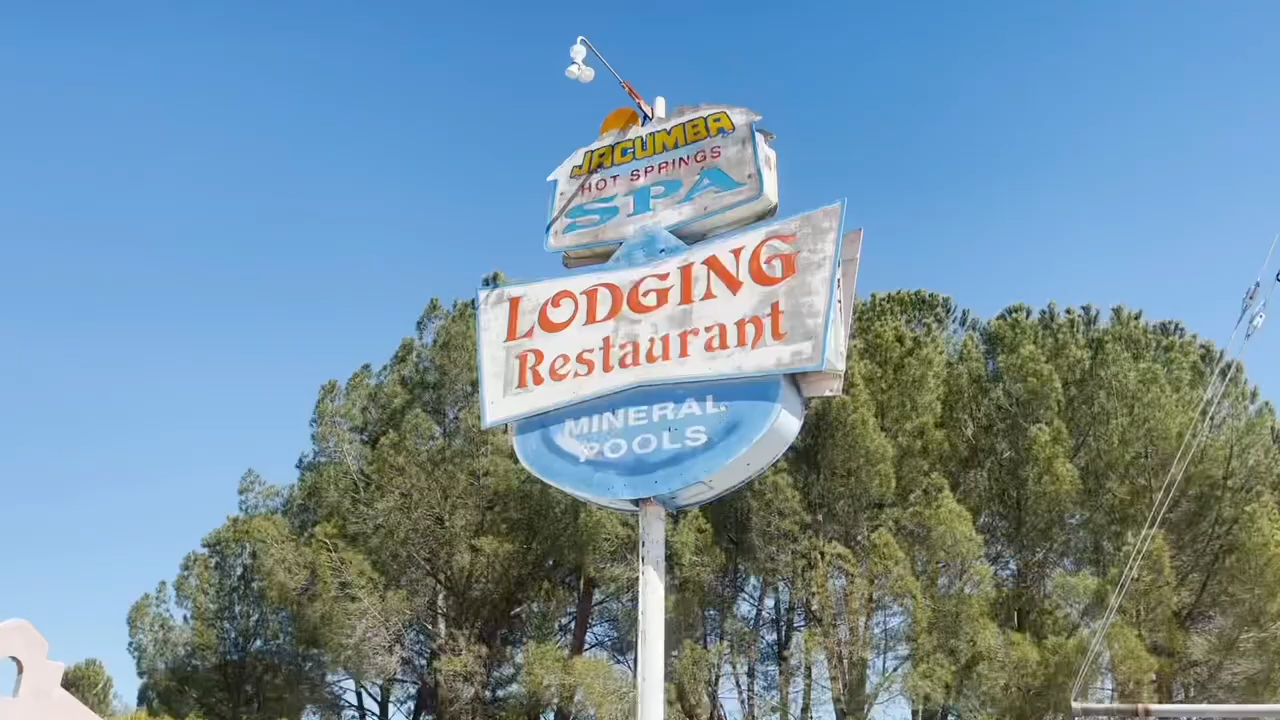 JACUMBA
HOT SPRINGS
SPA
LODGING
Restaurant
MINERAL
POOLS